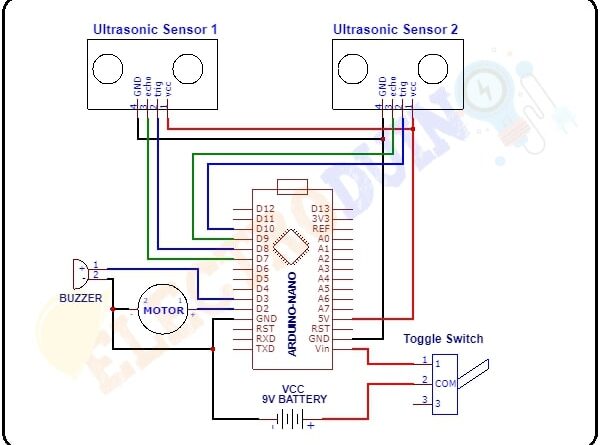 Ultrasonic Sensor 1
Ultrasonic Sensor 2
GND echo trig vcc
4 3 2 1
GND echo trig vcc
4 3 2 1
ELECTRODUINO
D12 D13
D11 3V3
D10 REF
D9 A0
D8 A1
D7 A2
D6 A3
D5 A4
D4 A5
D3 A6
D2 A7
GND 5V
RST RST
RXD GND
TXD Vin
ARDUINO-NANO
+ 1
- 2
BUZZER
2 1
- MOTOR +
Toggle Switch
1 1
2 COM
3 3
VCC
9V BATTERY
- +